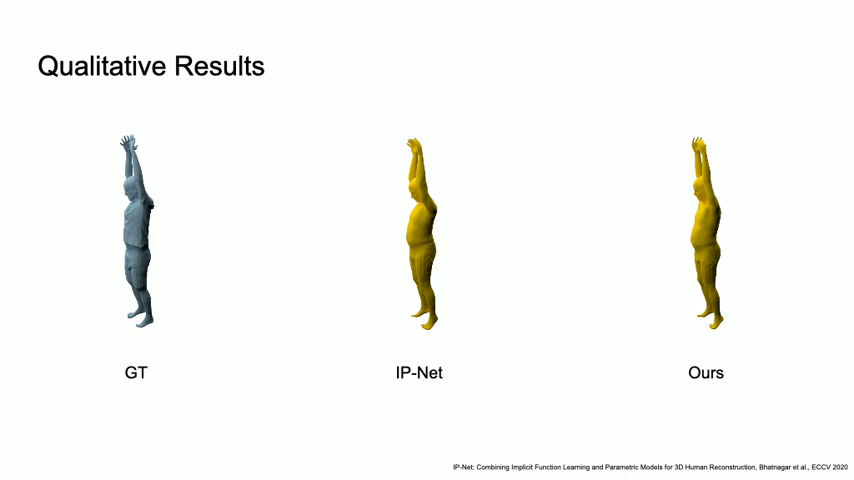 Qualitative Results
GT
IP-Net
Ours
IP-Net: Combining Implicit Function Learning and Parametric Models for 3D Human Reconstruction, Bhatnagar et al., ECCV 2020